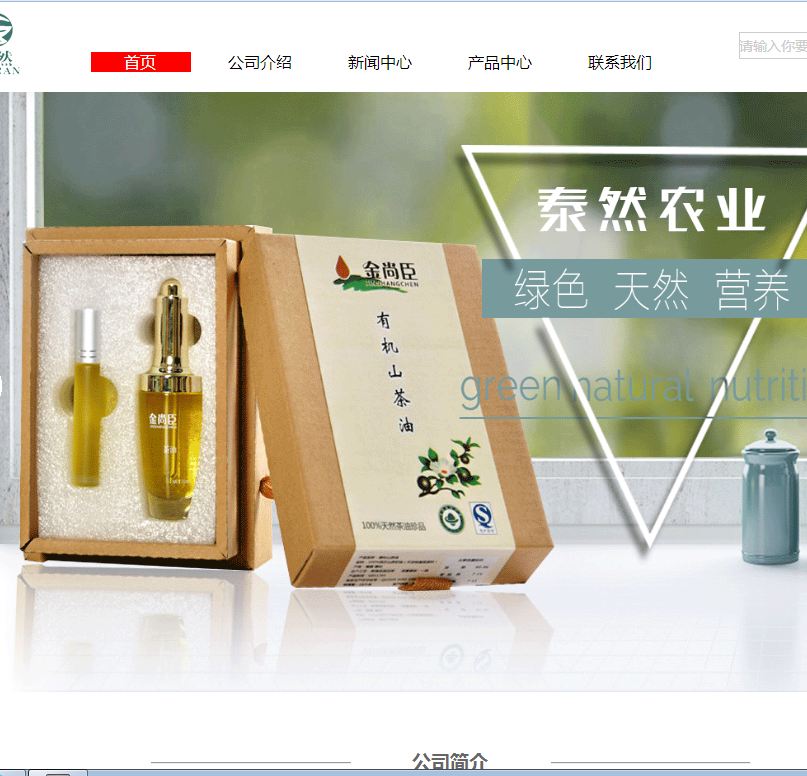 然
RAN
首页
公司介绍
新闻中心
产品中心
联系我们
请输入你要
泰然农业
绿色 天然 营养
green natural nutriti
金尚臣
JINSHANGCHEN
有机山茶油
100%天然茶油珍品
金尚臣
茶油
公司简介